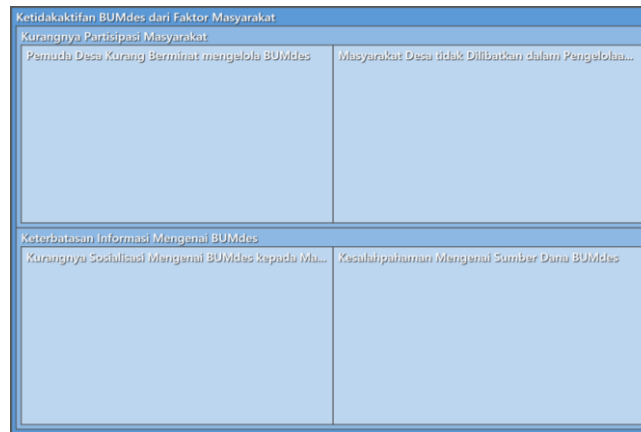 Ketidakaktifan BUMdes dari Faktor Masyarakat
Kurangnya Partisipasi Masyarakat
Pemuda Desa Kurang Berminat mengelola BUMdes
Masyarakat Desa tidak Dilibatkan dalam Pengelolaa...
Keterbatasan Informasi Mengenai BUMdes
Kurangnya Sosialisasi Mengenai BUMdes kepada Ma...
Kesalahpahaman Mengenai Sumber Dana BUMdes